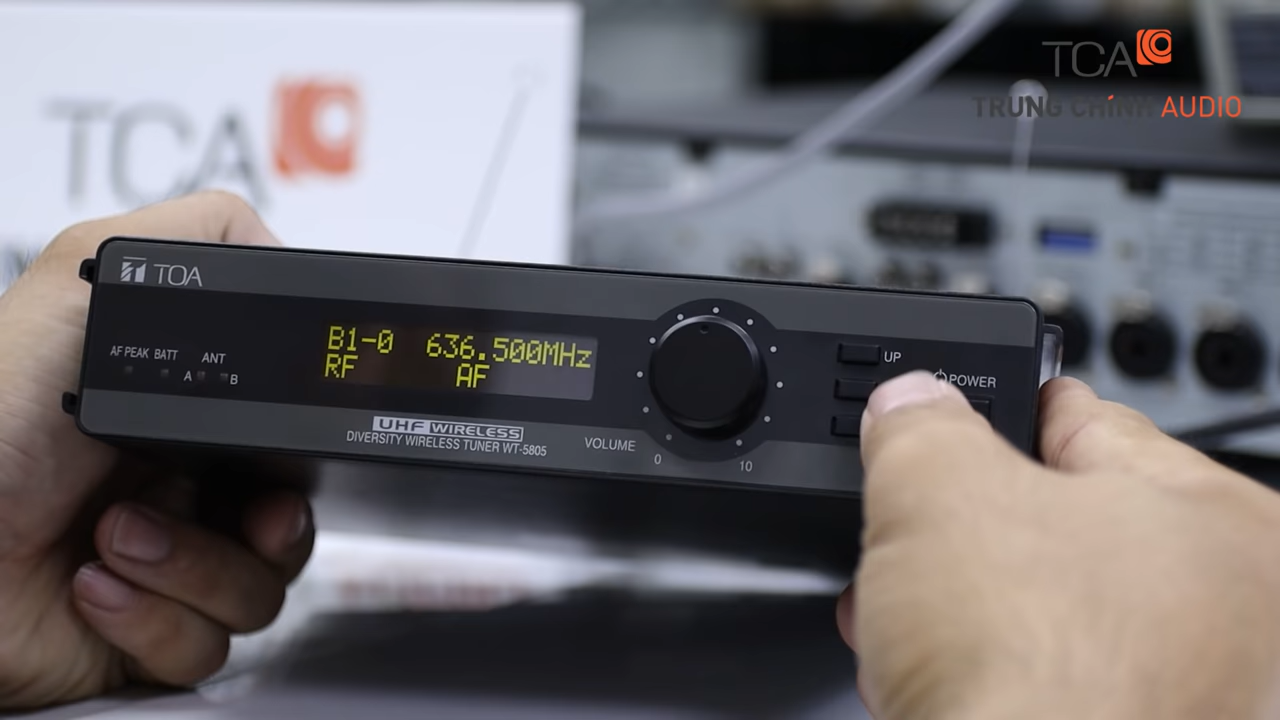 TCA
TRUNG CHÍNH AUDIO
TCA
TOA
AF PEAK BATT ANT
A B
B1-0 636.500MHz
RF AF
UHF WIRELESS
DIVERSITY WIRELESS TUNER WT-5805
VOLUME
0 10
UP
POWER